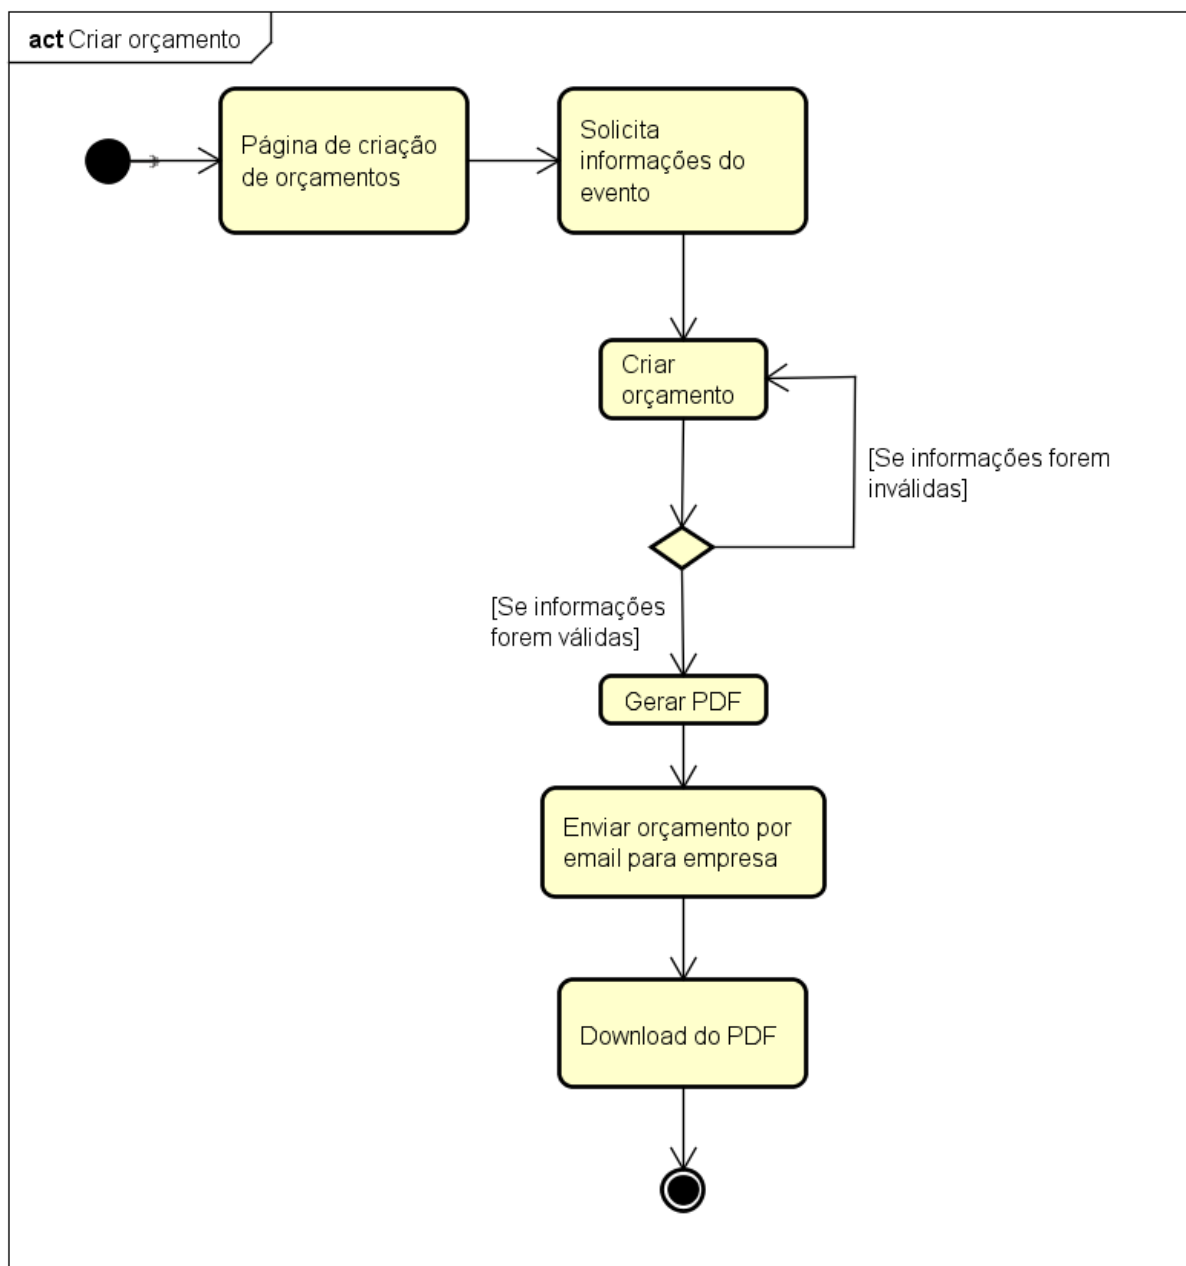 act Criar orçamento
Página de criação
de orçamentos
Solicita
informações do
evento
Criar
orçamento
[Se informações forem
inválidas]
[Se informações
forem válidas]
Gerar PDF
Enviar orçamento por
email para empresa
Download do PDF